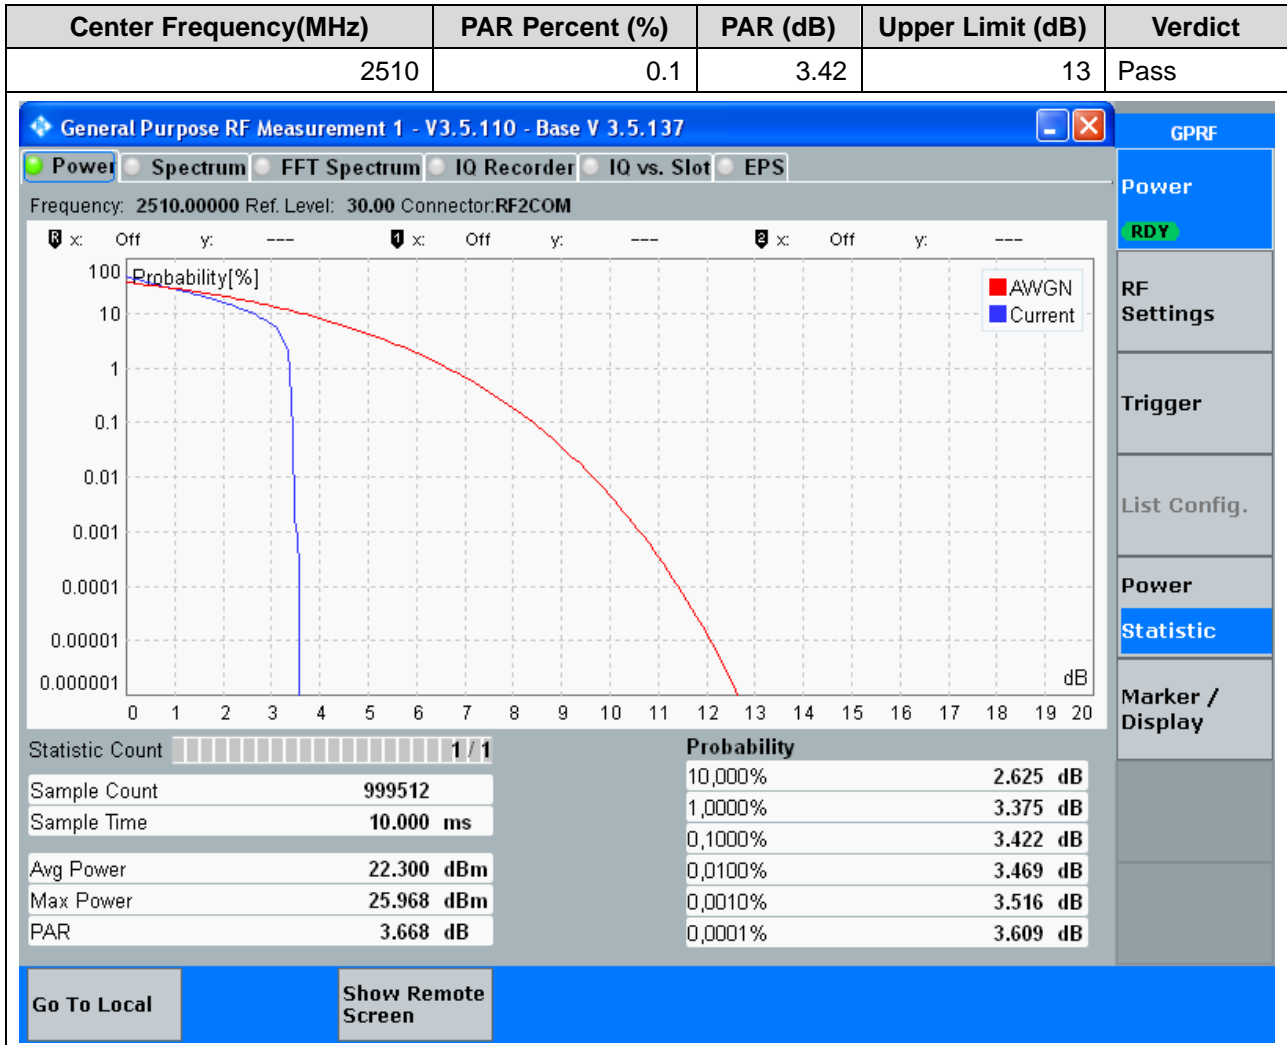 Center Frequency(MHz) PAR Percent (%) PAR (dB) Upper Limit (dB) Verdict
2510 0.1 3.42 13 Pass
General Purpose RF Measurement 1 - V3.5.110 - Base V 3.5.137
GPRF
Power Spectrum FFT Spectrum IQ Recorder IQ vs. Slot EPS
Frequency: 2510.00000 Ref. Level: 30.00 Connector:RF2COM
R x: Off y: --- 1 x: Off y: --- 2 x: Off y: ---
Probability[%]
AWGN
Current
100
10
1
0.1
0.01
0.001
0.0001
0.00001
0.000001
dB
0 1 2 3 4 5 6 7 8 9 10 11 12 13 14 15 16 17 18 19 20
Statistic Count 1 / 1
Sample Count 999512
Sample Time 10.000 ms
Avg Power 22.300 dBm
Max Power 25.968 dBm
PAR 3.668 dB
Probability
10,000% 2.625 dB
1,0000% 3.375 dB
0,1000% 3.422 dB
0,0100% 3.469 dB
0,0010% 3.516 dB
0,0001% 3.609 dB
Power
RDY
RF
Settings
Trigger
List Config.
Power
Statistic
Marker /
Display
Go To Local
Show Remote
Screen